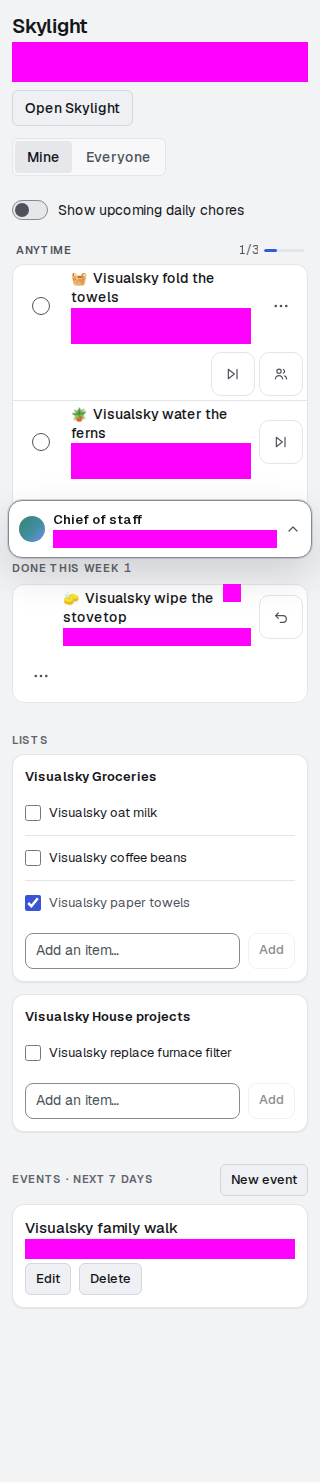 Skylight
Open Skylight
Mine Everyone
Show upcoming daily chores
ANYTIME 1/3
Visualsky fold the
towels
Visualsky water the
ferns
Chief of staff
DONE THIS WEEK 1
Visualsky wipe the
stovetop
LISTS
Visualsky Groceries
Visualsky oat milk
Visualsky coffee beans
Visualsky paper towels
Add an item... Add
Visualsky House projects
Visualsky replace furnace filter
Add an item... Add
EVENTS · NEXT 7 DAYS New event
Visualsky family walk
Edit Delete